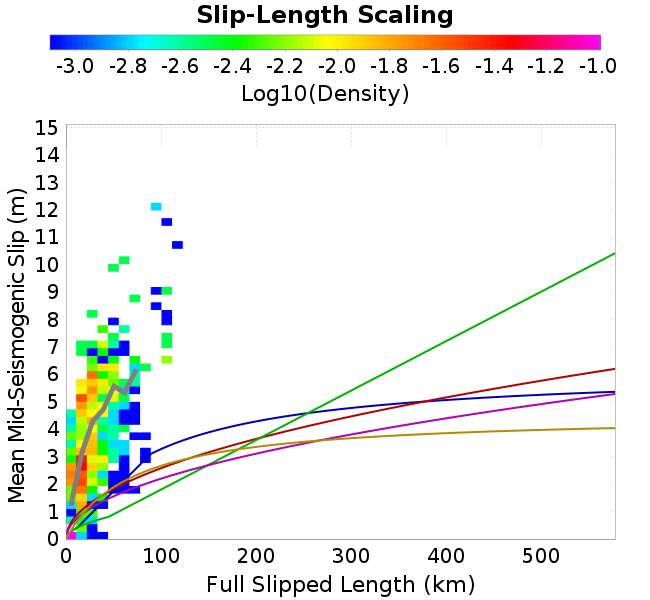 Slip-Length Scaling
-3.0 -2.8 -2.6 -2.4 -2.2 -2.0 -1.8 -1.6 -1.4 -1.2 -1.0
Log10(Density)
15
14
13
12
11
10
9
8
7
6
5
4
3
2
1
0
Mean Mid-Seismogenic Slip (m)
0 100 200 300 400 500
Full Slipped Length (km)